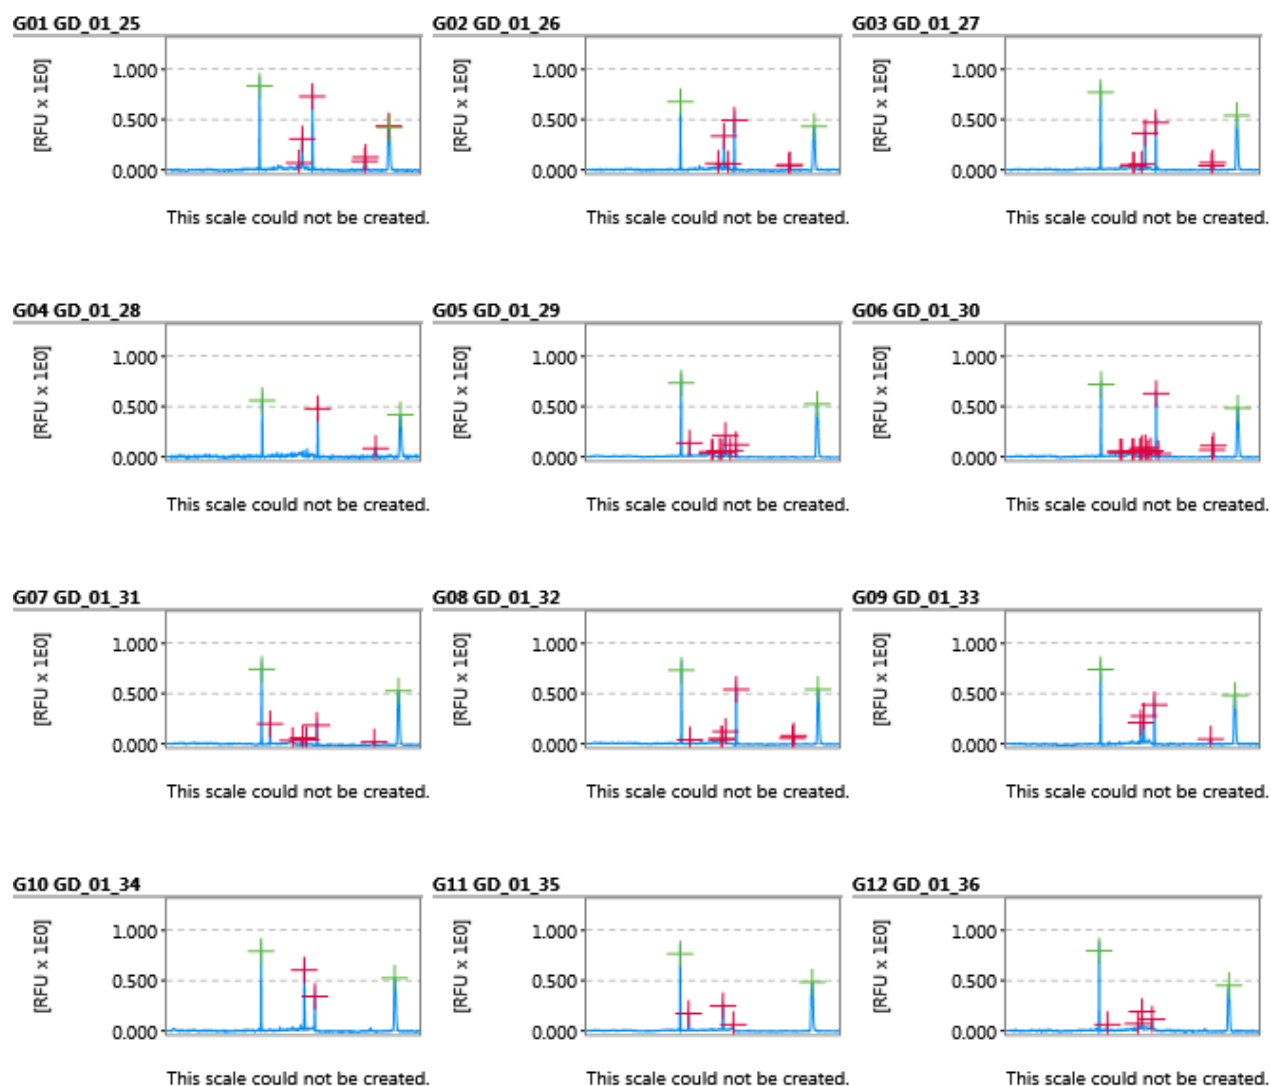 G01 GD_01_25
[RFU x 1E0]
1.000
0.500
0.000
This scale could not be created.
G02 GD_01_26
[RFU x 1E0]
1.000
0.500
0.000
This scale could not be created.
G03 GD_01_27
[RFU x 1E0]
1.000
0.500
0.000
This scale could not be created.
G04 GD_01_28
[RFU x 1E0]
1.000
0.500
0.000
This scale could not be created.
G05 GD_01_29
[RFU x 1E0]
1.000
0.500
0.000
This scale could not be created.
G06 GD_01_30
[RFU x 1E0]
1.000
0.500
0.000
This scale could not be created.
G07 GD_01_31
[RFU x 1E0]
1.000
0.500
0.000
This scale could not be created.
G08 GD_01_32
[RFU x 1E0]
1.000
0.500
0.000
This scale could not be created.
G09 GD_01_33
[RFU x 1E0]
1.000
0.500
0.000
This scale could not be created.
G10 GD_01_34
[RFU x 1E0]
1.000
0.500
0.000
This scale could not be created.
G11 GD_01_35
[RFU x 1E0]
1.000
0.500
0.000
This scale could not be created.
G12 GD_01_36
[RFU x 1E0]
1.000
0.500
0.000
This scale could not be created.